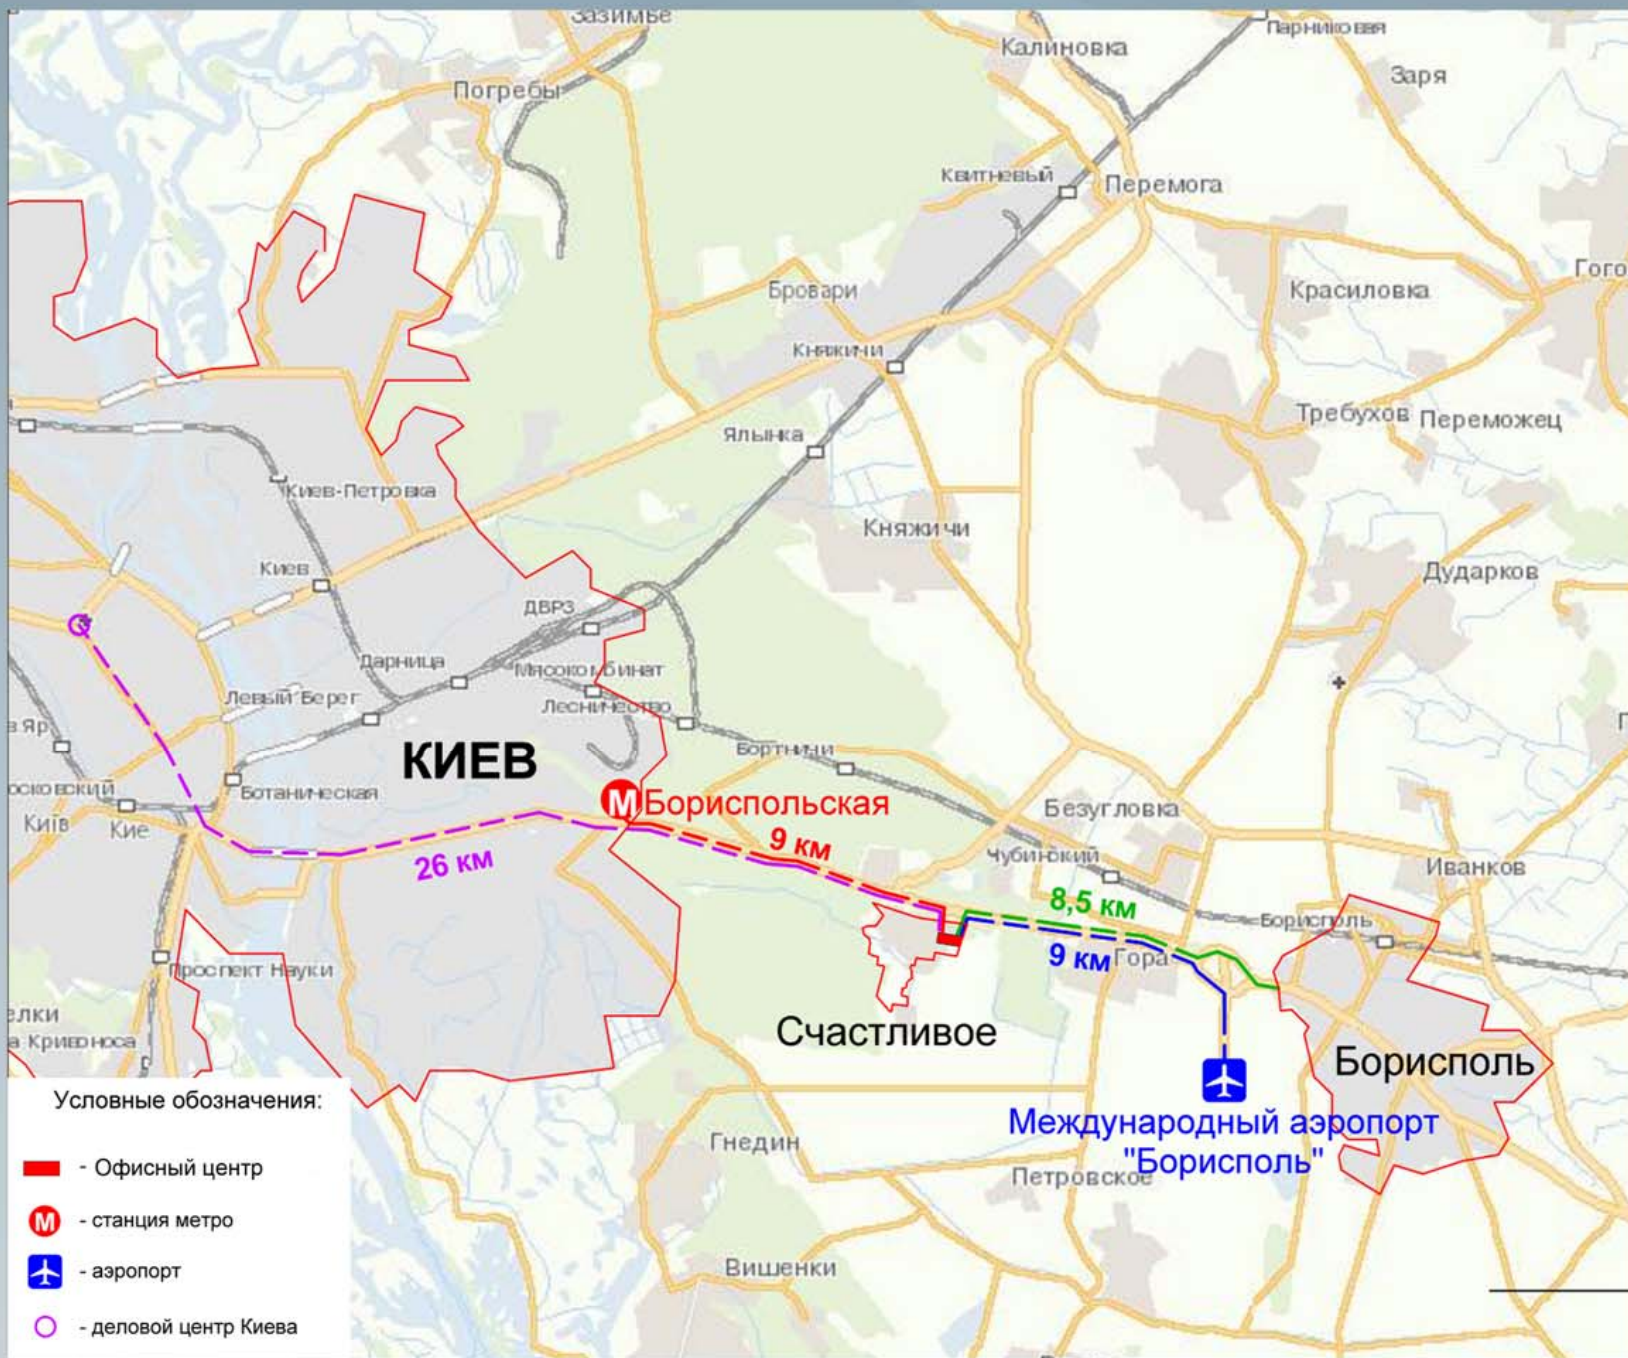 Зазимье
Парниковая
Калиновка
Заря
Погребы
Квитневый
Перемога
Гого
Бровари
Красиловка
Княжичи
Требухов
Переможец
Ялынка
Киев-Петровка
Княжичи
Киев
Дударков
ДВРЗ
Дарница
Мясокомбинат
Левый Берег
Лесничество
в Яр
КИЕВ
Бортничи
осковский
Ботаническая
М Бориспольская
Безугловка
Київ
Кие
9 км
26 км
Чубинский
Иванков
8,5 км
Борисполь
9 км
Гора
Проспект Науки
елки
Счастливое
а Кривоноса
Борисполь
Условные обозначения:
Международный аэропорт
"Борисполь"
Гнедин
Петровское
- Офисный центр
М - станция метро
- аэропорт
Вишенки
- деловой центр Киева